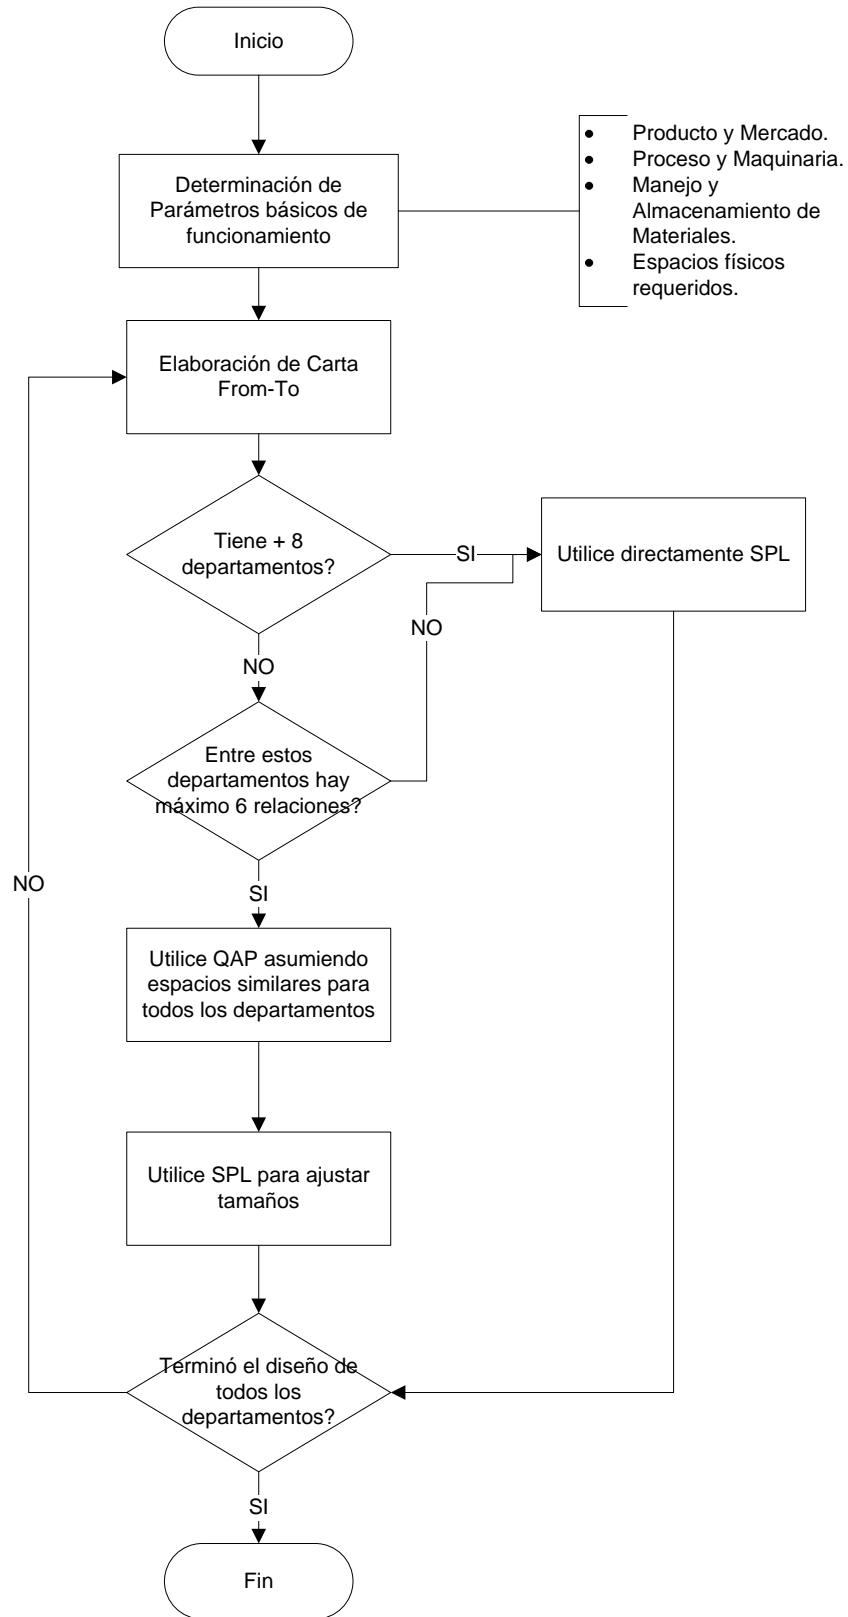 Inicio
Determinación de
Parámetros básicos de
funcionamiento
• Producto y Mercado.
• Proceso y Maquinaria.
• Manejo y
Almacenamiento de
Materiales.
• Espacios físicos
requeridos.
Elaboración de Carta
From-To
Tiene + 8
departamentos?
SI
Utilice directamente SPL
NO
NO
Entre estos
departamentos hay
máximo 6 relaciones?
NO
SI
Utilice QAP asumiendo
espacios similares para
todos los departamentos
Utilice SPL para ajustar
tamaños
Terminó el diseño de
todos los
departamentos?
SI
Fin